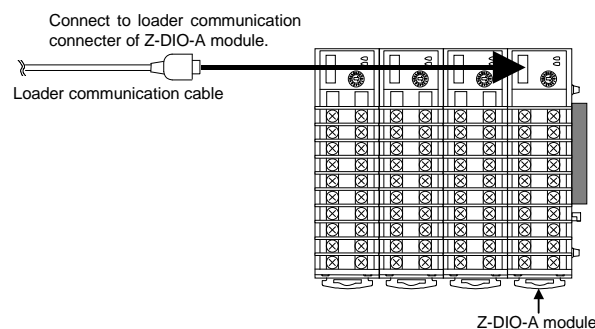 Connect to loader communication
connecter of Z-DIO-A module.
Loader communication cable
Z-DIO-A module